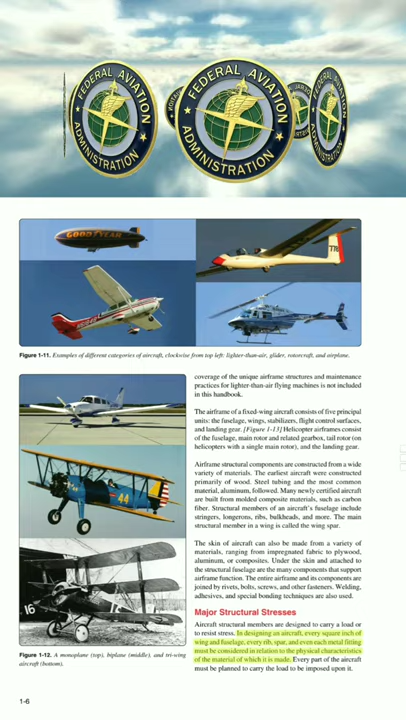 FEDERAL AVIATION
ADMINISTRATION
FEDERAL AVIATION
ADMINISTRATION
GOODYEAR
Figure 1-11. Examples of different categories of aircraft, clockwise from top left: lighter-than-air, glider, rotorcraft, and airplane.
44
16
Figure 1-12. A monoplane (top), biplane (middle), and tri-wing
aircraft (bottom).
coverage of the unique airframe structures and maintenance
practices for lighter-than-air flying machines is not included
in this handbook.
The airframe of a fixed-wing aircraft consists of five principal
units: the fuselage, wings, stabilizers, flight control surfaces,
and landing gear. [Figure 1-13] Helicopter airframes consist
of the fuselage, main rotor and related gearbox, tail rotor (on
helicopters with a single main rotor), and the landing gear.
Airframe structural components are constructed from a wide
variety of materials. The earliest aircraft were constructed
primarily of wood. Steel tubing and the most common
material, aluminum, followed. Many newly certified aircraft
are built from molded composite materials, such as carbon
fiber. Structural members of an aircraft's fuselage include
stringers, longerons, ribs, bulkheads, and more. The main
structural member in a wing is called the wing spar.
The skin of aircraft can also be made from a variety of
materials, ranging from impregnated fabric to plywood,
aluminum, or composites. Under the skin and attached to
the structural fuselage are the many components that support
airframe function. The entire airframe and its components are
joined by rivets, bolts, screws, and other fasteners. Welding,
adhesives, and special bonding techniques are also used.
Major Structural Stresses
Aircraft structural members are designed to carry a load or
to resist stress. In designing an aircraft, every square inch of
wing and fuselage, every rib, spar, and even each metal fitting
must be considered in relation to the physical characteristics
of the material of which it is made. Every part of the aircraft
must be planned to carry the load to be imposed upon it.
1-6